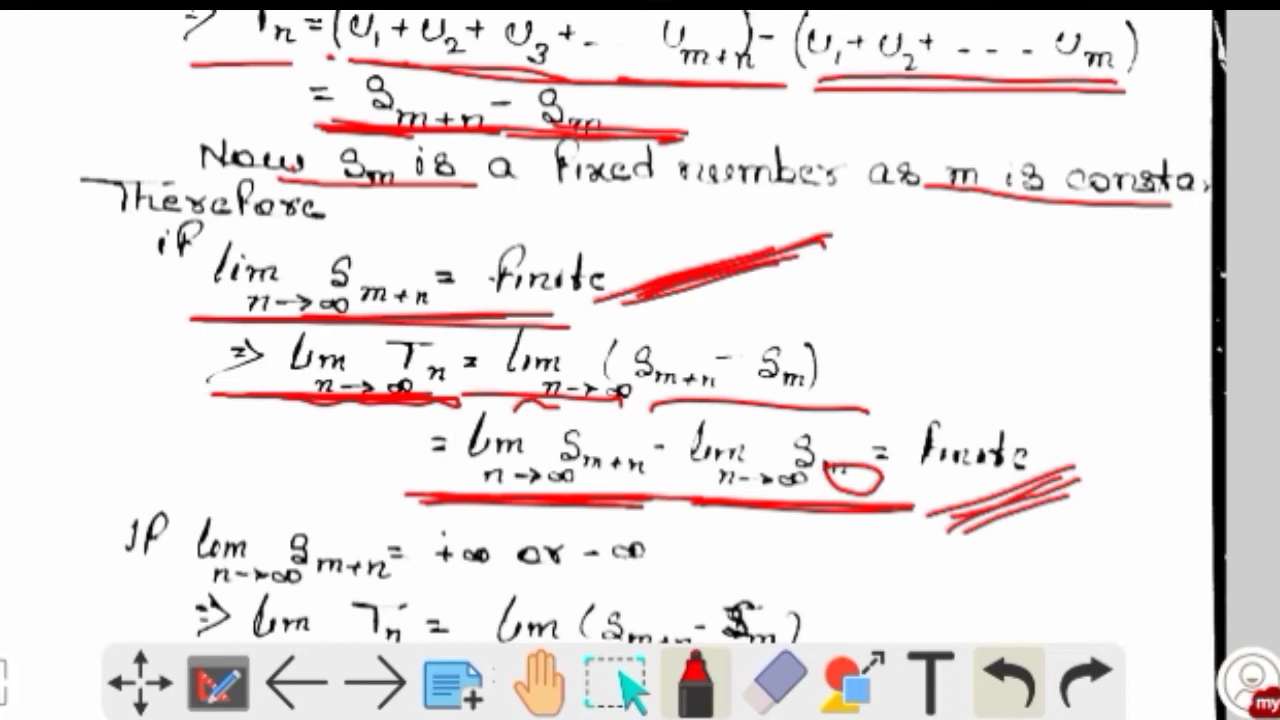 ⇒ Tn = (U1 + U2 + U3 + - .. Um+n) - (U1 + U2 + - - - - Um)
= Sm+n - Sm
Now Sm is a fixed number as m is consta.
Therefore
if lim n→∞ Sm+n = finite
⇒ lim n→∞ Tn = lim n→∞ (Sm+n - Sm)
= lim n→∞ Sm+n - lim n→∞ Sm = finite
If lim n→∞ Sm+n = +∞ or -∞
⇒ lim Tn = lim (Sm+n - Sm)
T
my